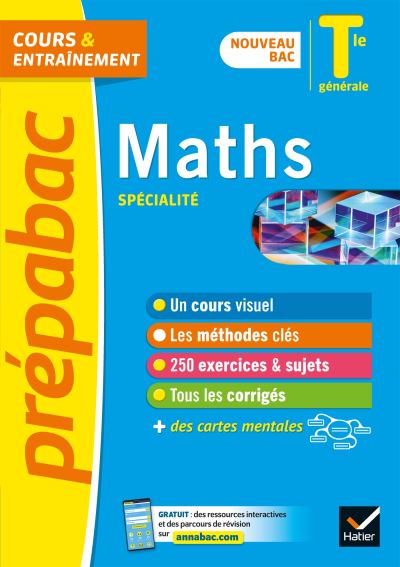 COURS &
ENTRAÎNEMENT
NOUVEAU
BAC
Tle
générale
prépabac
Maths
SPÉCIALITÉ
Un cours visuel
Les méthodes clés
250 exercices & sujets
Tous les corrigés
+ des cartes mentales
GRATUIT : des ressources interactives
et des parcours de révision
sur annabac.com
Hatier